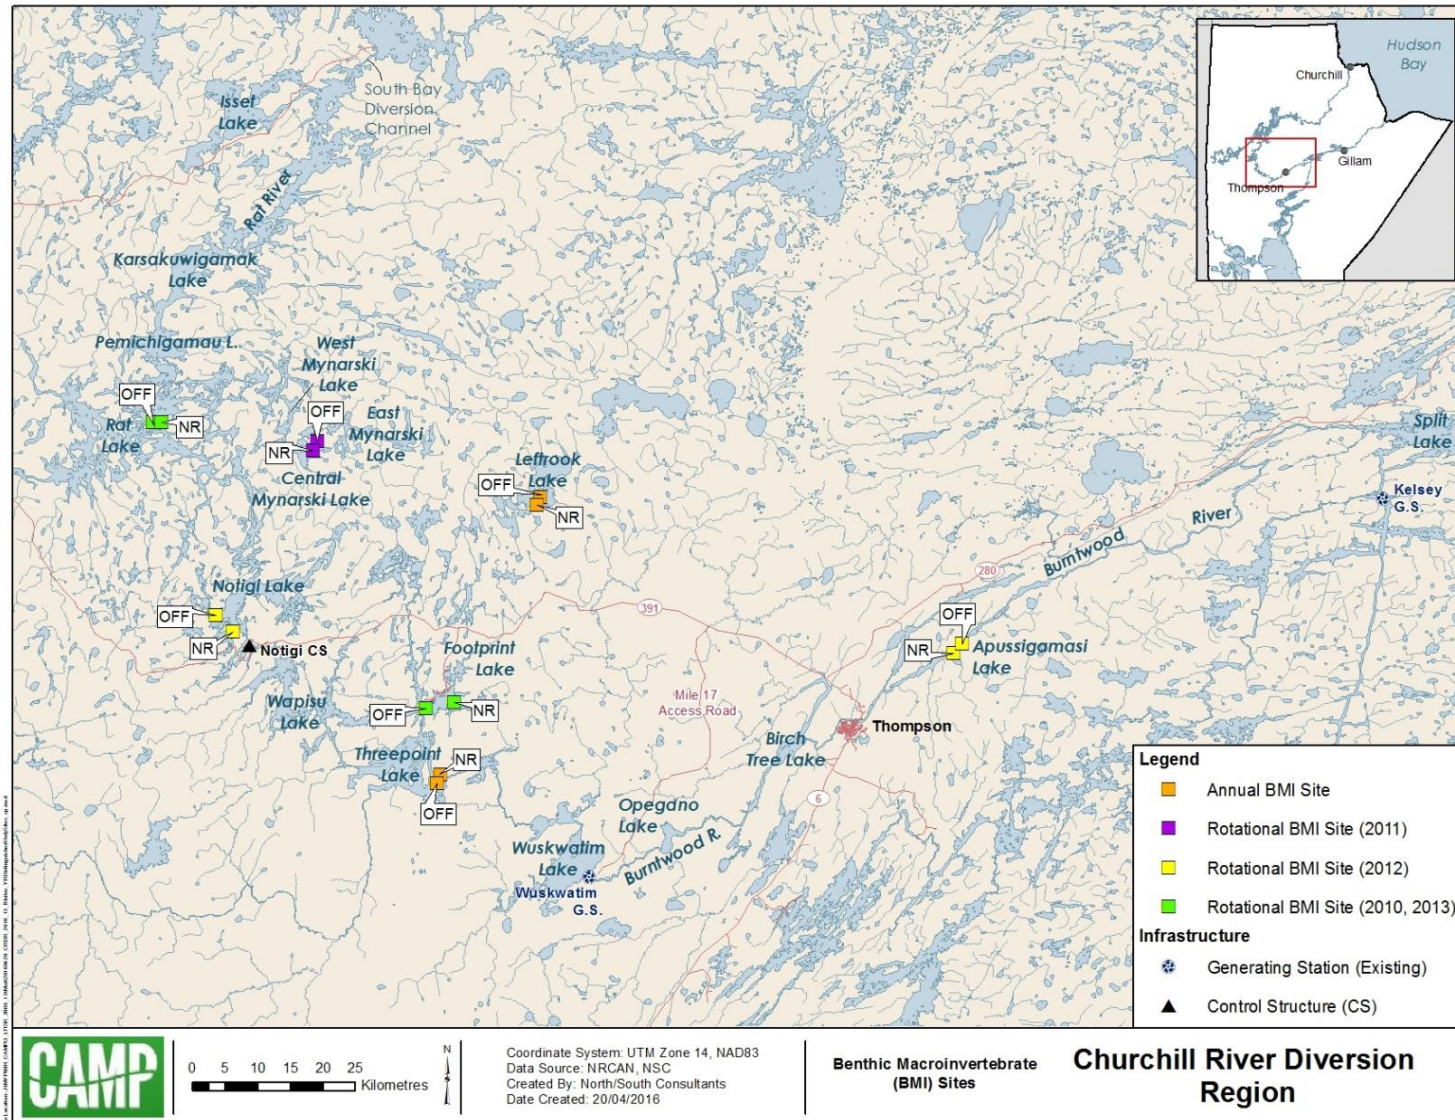 Hudson
Bay
Churchill
Gillam
Thompson
South Bay
Diversion
Channel
Isset
Lake
Rat River
Karsakuwigamak
Lake
Pemichigamau L.
West
Mynarski
Lake
OFF
NR
Rat
Lake
OFF
NR
East
Mynarski
Lake
Central
Mynarski Lake
Leftrook
Lake
OFF
NR
Split
Lake
Kelsey
G.S.
Burntwood River
280
391
Notigi Lake
OFF
NR
Notigi CS
Footprint
Lake
OFF
NR
Wapisu
Lake
Threepoint
Lake
NR
OFF
Mile 17
Access Road
OFF
NR
Apussigamasi
Lake
Thompson
Birch
Tree Lake
6
Opegano
Lake
Wuskwatim
Lake
Burntwood R.
Wuskwatim
G.S.
Legend
Annual BMI Site
Rotational BMI Site (2011)
Rotational BMI Site (2012)
Rotational BMI Site (2010, 2013)
Infrastructure
Generating Station (Existing)
Control Structure (CS)
CAMP
0 5 10 15 20 25
Kilometres
N
Coordinate System: UTM Zone 14, NAD83
Data Source: NRCAN, NSC
Created By: North/South Consultants
Date Created: 20/04/2016
Benthic Macroinvertebrate
(BMI) Sites
Churchill River Diversion
Region